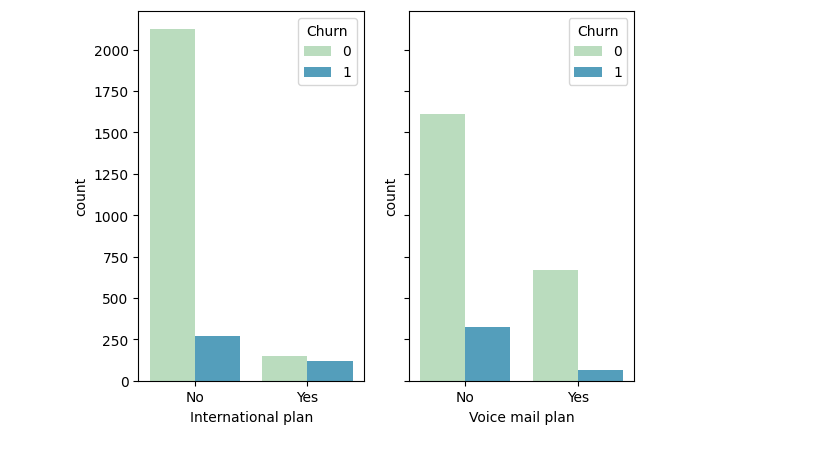 Churn
0
1
Churn
0
1
2000
1750
1500
1250
1000
750
500
250
0
count
count
No
Yes
No
Yes
International plan
Voice mail plan